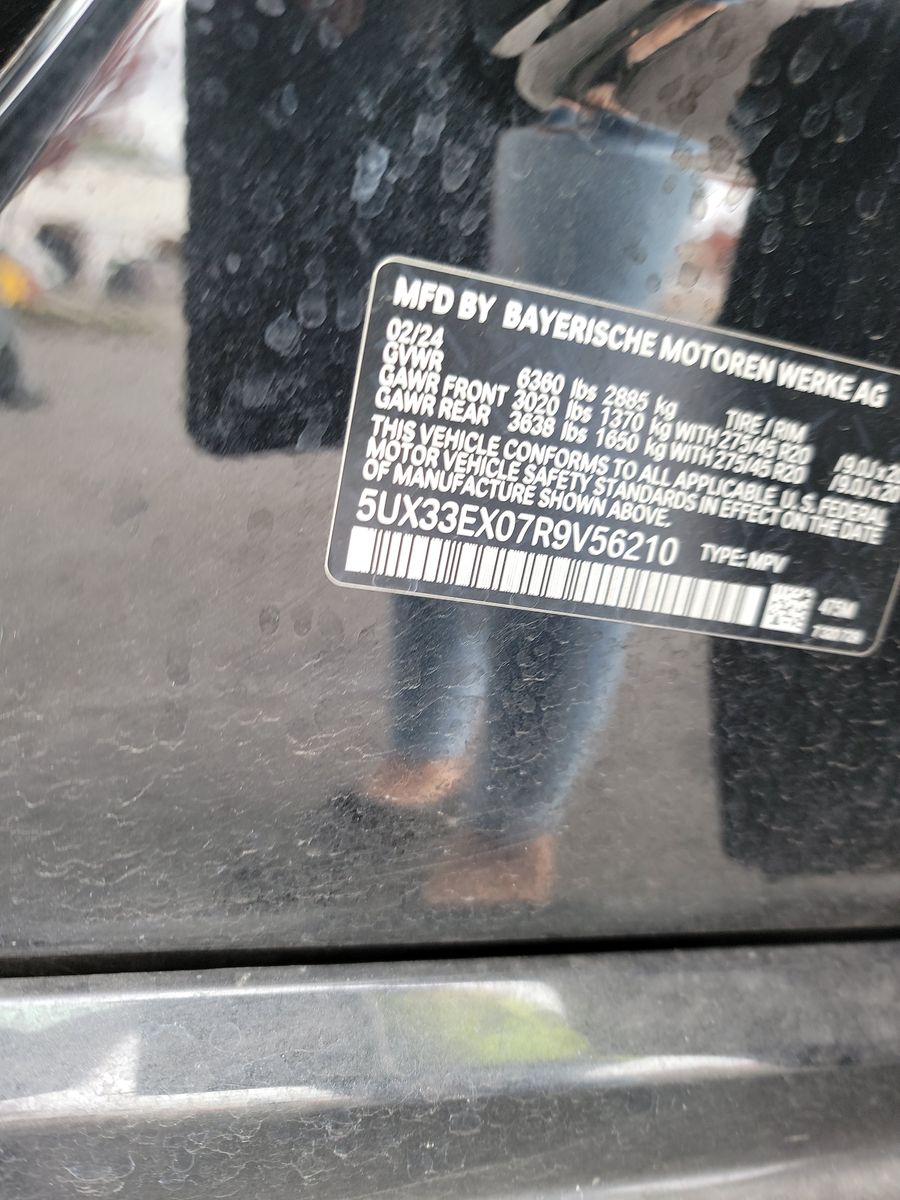 MFD BY BAYERISCHE MOTOREN WERKE AG
02/24
GVWR 6360 lbs 2885 kg TIRE / RIM
GAWR FRONT 3020 lbs 1370 kg WITH 275/45 R20 /9.0Jx20
GAWR REAR 3638 lbs 1650 kg WITH 275/45 R20 /9.0Jx20
THIS VEHICLE CONFORMS TO ALL APPLICABLE U.S. FEDERAL
MOTOR VEHICLE SAFETY STANDARDS IN EFFECT ON THE DATE
OF MANUFACTURE SHOWN ABOVE.
5UX33EX07R9V56210 TYPE: MPV
475M